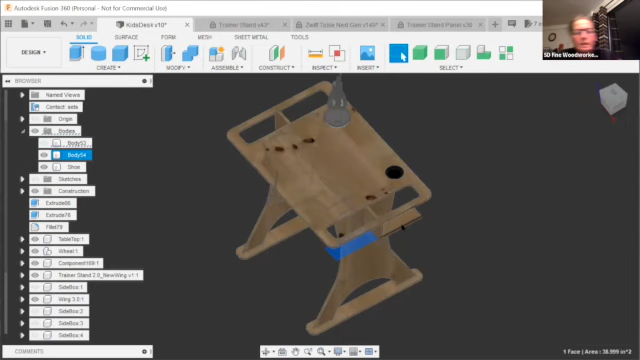 Autodesk Fusion 360 (Personal - Not for Commercial Use)
KidsDesk v10*
Trainer Stand v43*
Zwift Table Next Gen v149*
Trainer Stand Panel v36
SOLID
SURFACE
FORM
MESH
SHEET METAL
TOOLS
DESIGN
CREATE
MODIFY
ASSEMBLE
CONSTRUCT
INSPECT
INSERT
SELECT
SD Fine Woodworke...
BROWSER
Named Views
Contact sets
Origin
Bodies
Body53
Body54
Shoe
Sketches
Construction
Extrude66
Extrude78
Fillet79
TableTop:1
Wheel:1
Component189:1
Trainer Stand 2.0_NewWing v1:1
SideBox:1
Wing 3.0:1
SideBox:2
SideBox:3
SideBox:4
COMMENTS
1 Face | Area: 38.999 in^2